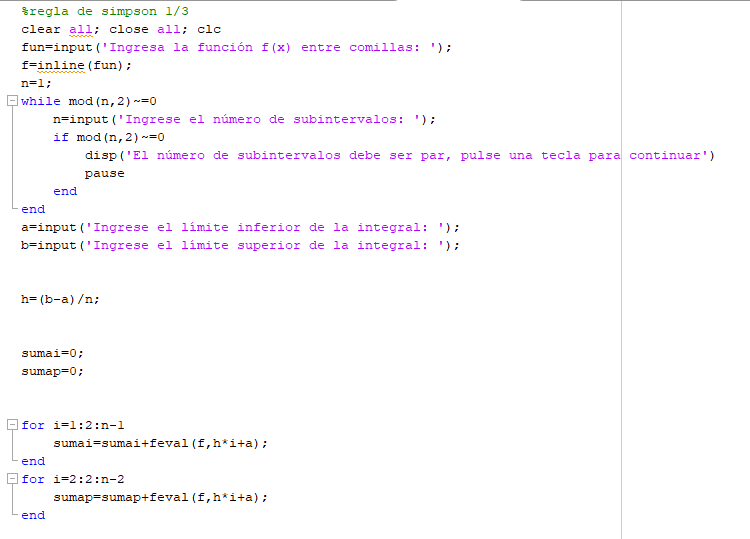 %regla de simpson 1/3
clear all; close all; clc
fun=input('Ingresa la función f(x) entre comillas: ');
f=inline(fun);
n=1;
while mod(n,2)~=0
    n=input('Ingrese el número de subintervalos: ');
    if mod(n,2)~=0
        disp('El número de subintervalos debe ser par, pulse una tecla para continuar')
        pause
    end
end
a=input('Ingrese el límite inferior de la integral: ');
b=input('Ingrese el límite superior de la integral: ');
h=(b-a)/n;
sumai=0;
sumap=0;
for i=1:2:n-1
    sumai=sumai+feval(f,h*i+a);
end
for i=2:2:n-2
    sumap=sumap+feval(f,h*i+a);
end